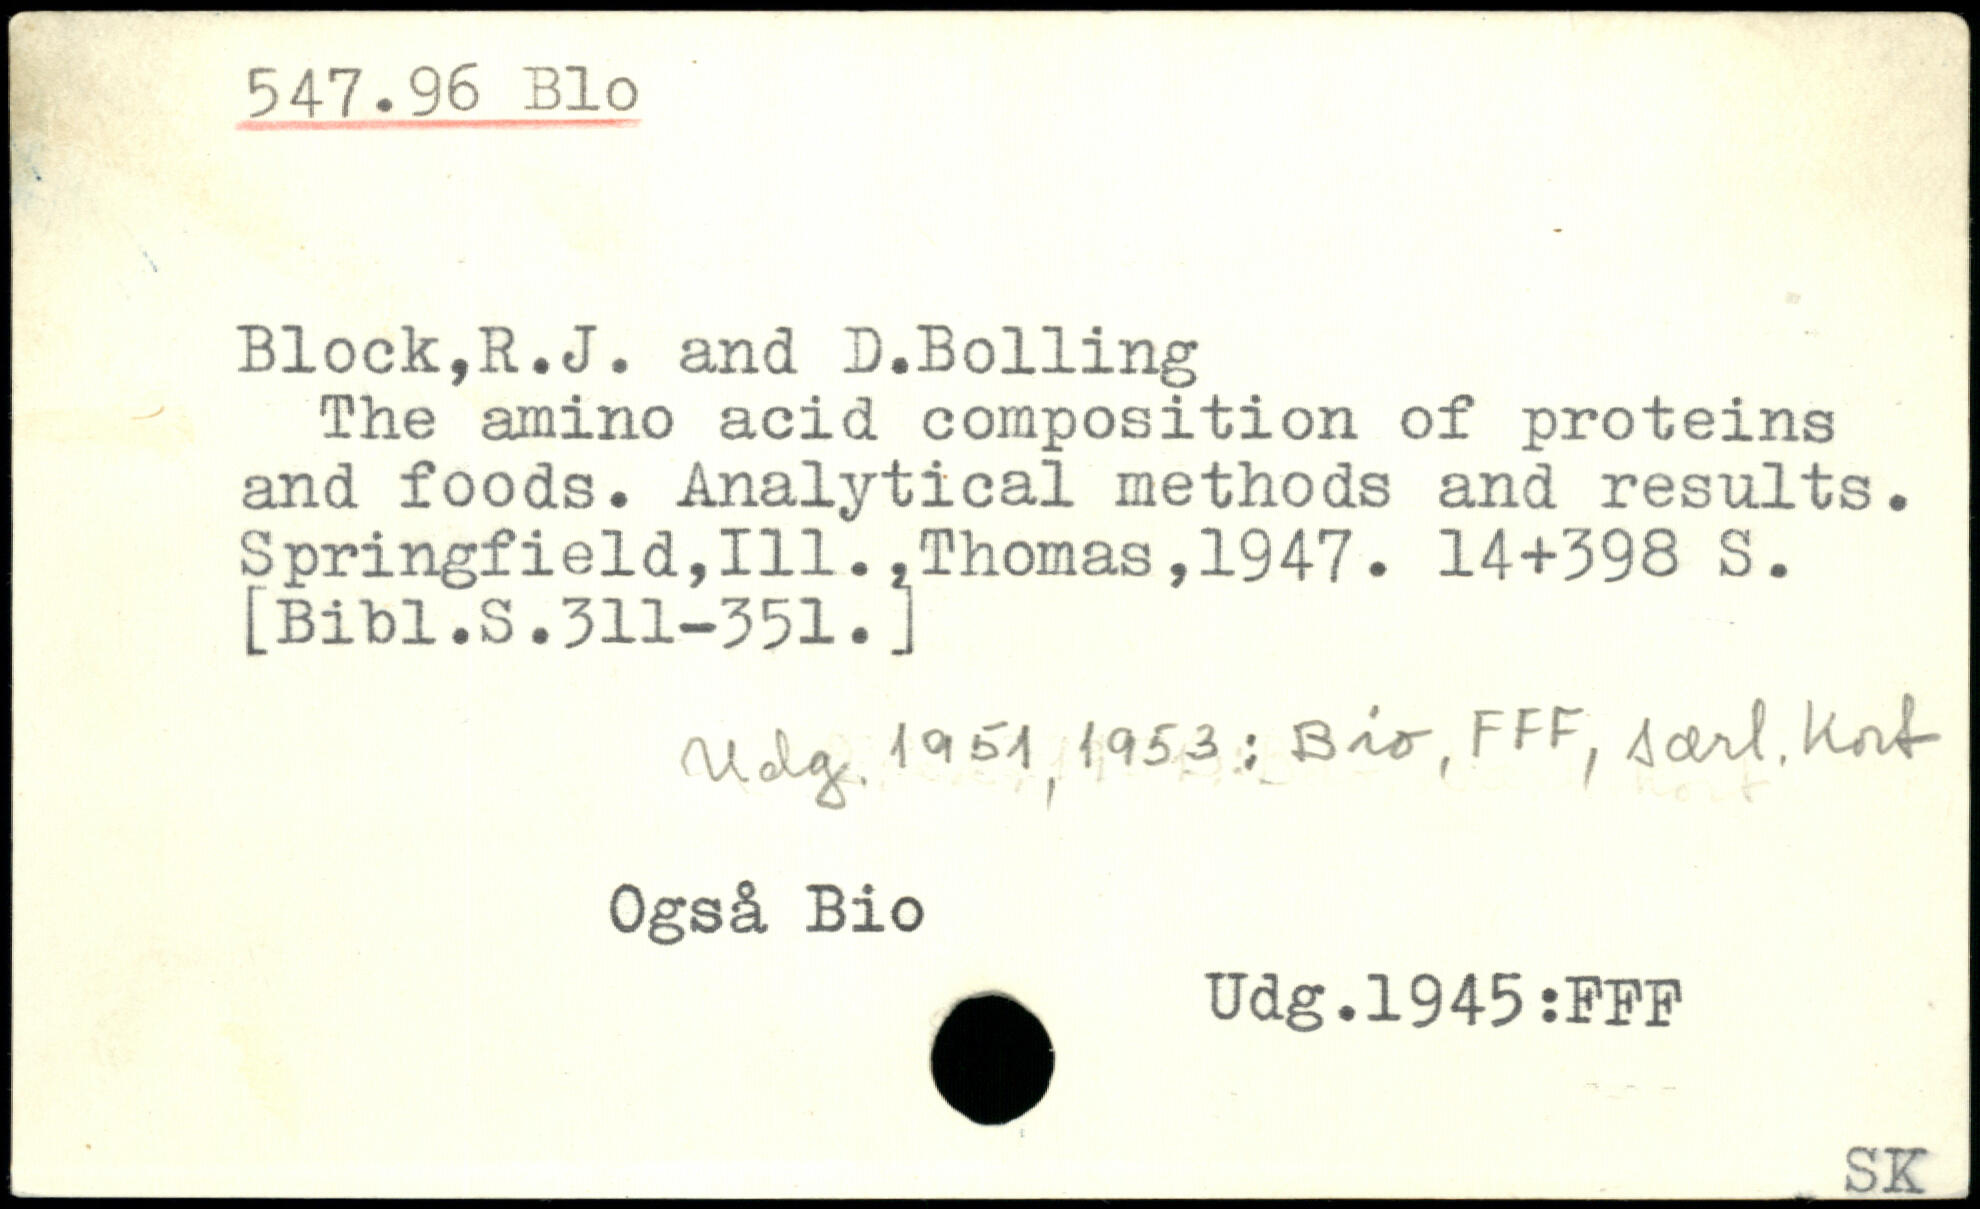 547.96 Blo
Block,R.J. and D.Bolling
The amino acid composition of proteins
and foods. Analytical methods and results.
Springfield,Ill.,Thomas,1947. 14+398 S.
[Bibl.S.311-351.]
Udg. 1951, 1953: Bio, FFF, særl. Kort
Også Bio
Udg.1945:FFF
SK